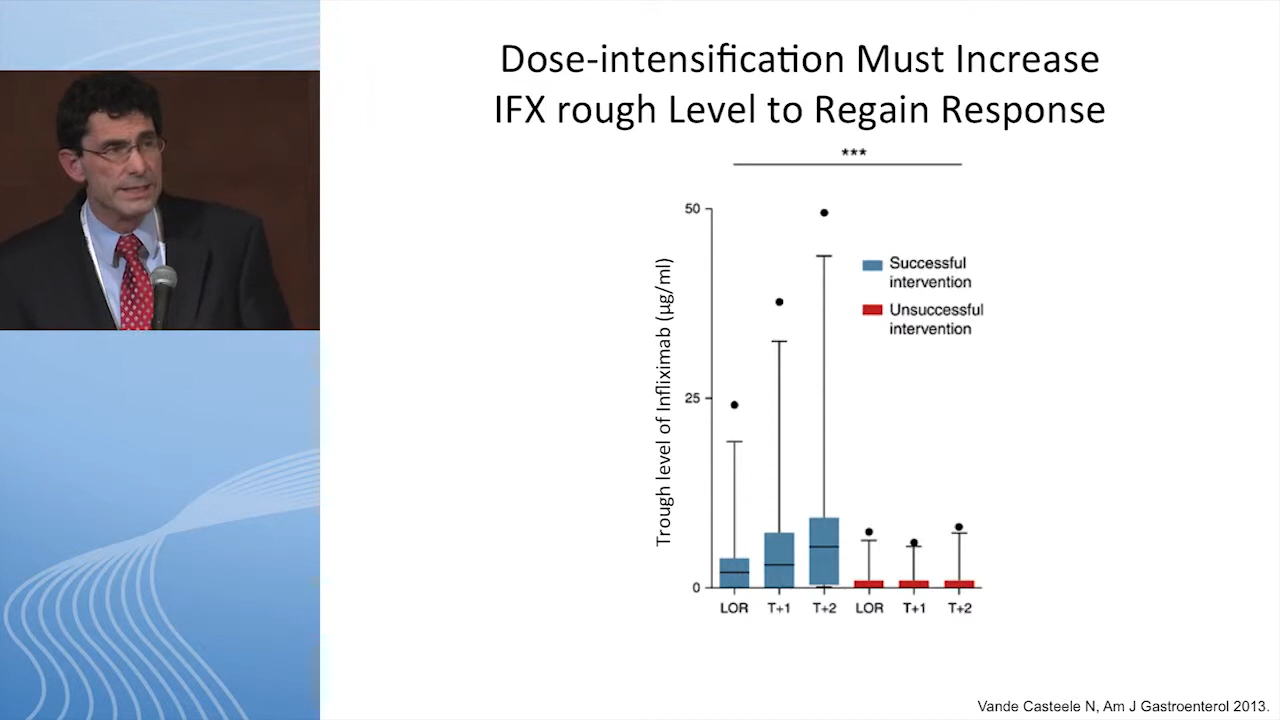 Dose-intensification Must Increase
IFX rough Level to Regain Response
***
50
25
0
Trough level of Infliximab (µg/ml)
Successful
intervention
Unsuccessful
intervention
LOR T+1 T+2 LOR T+1 T+2
Vande Casteele N, Am J Gastroenterol 2013.